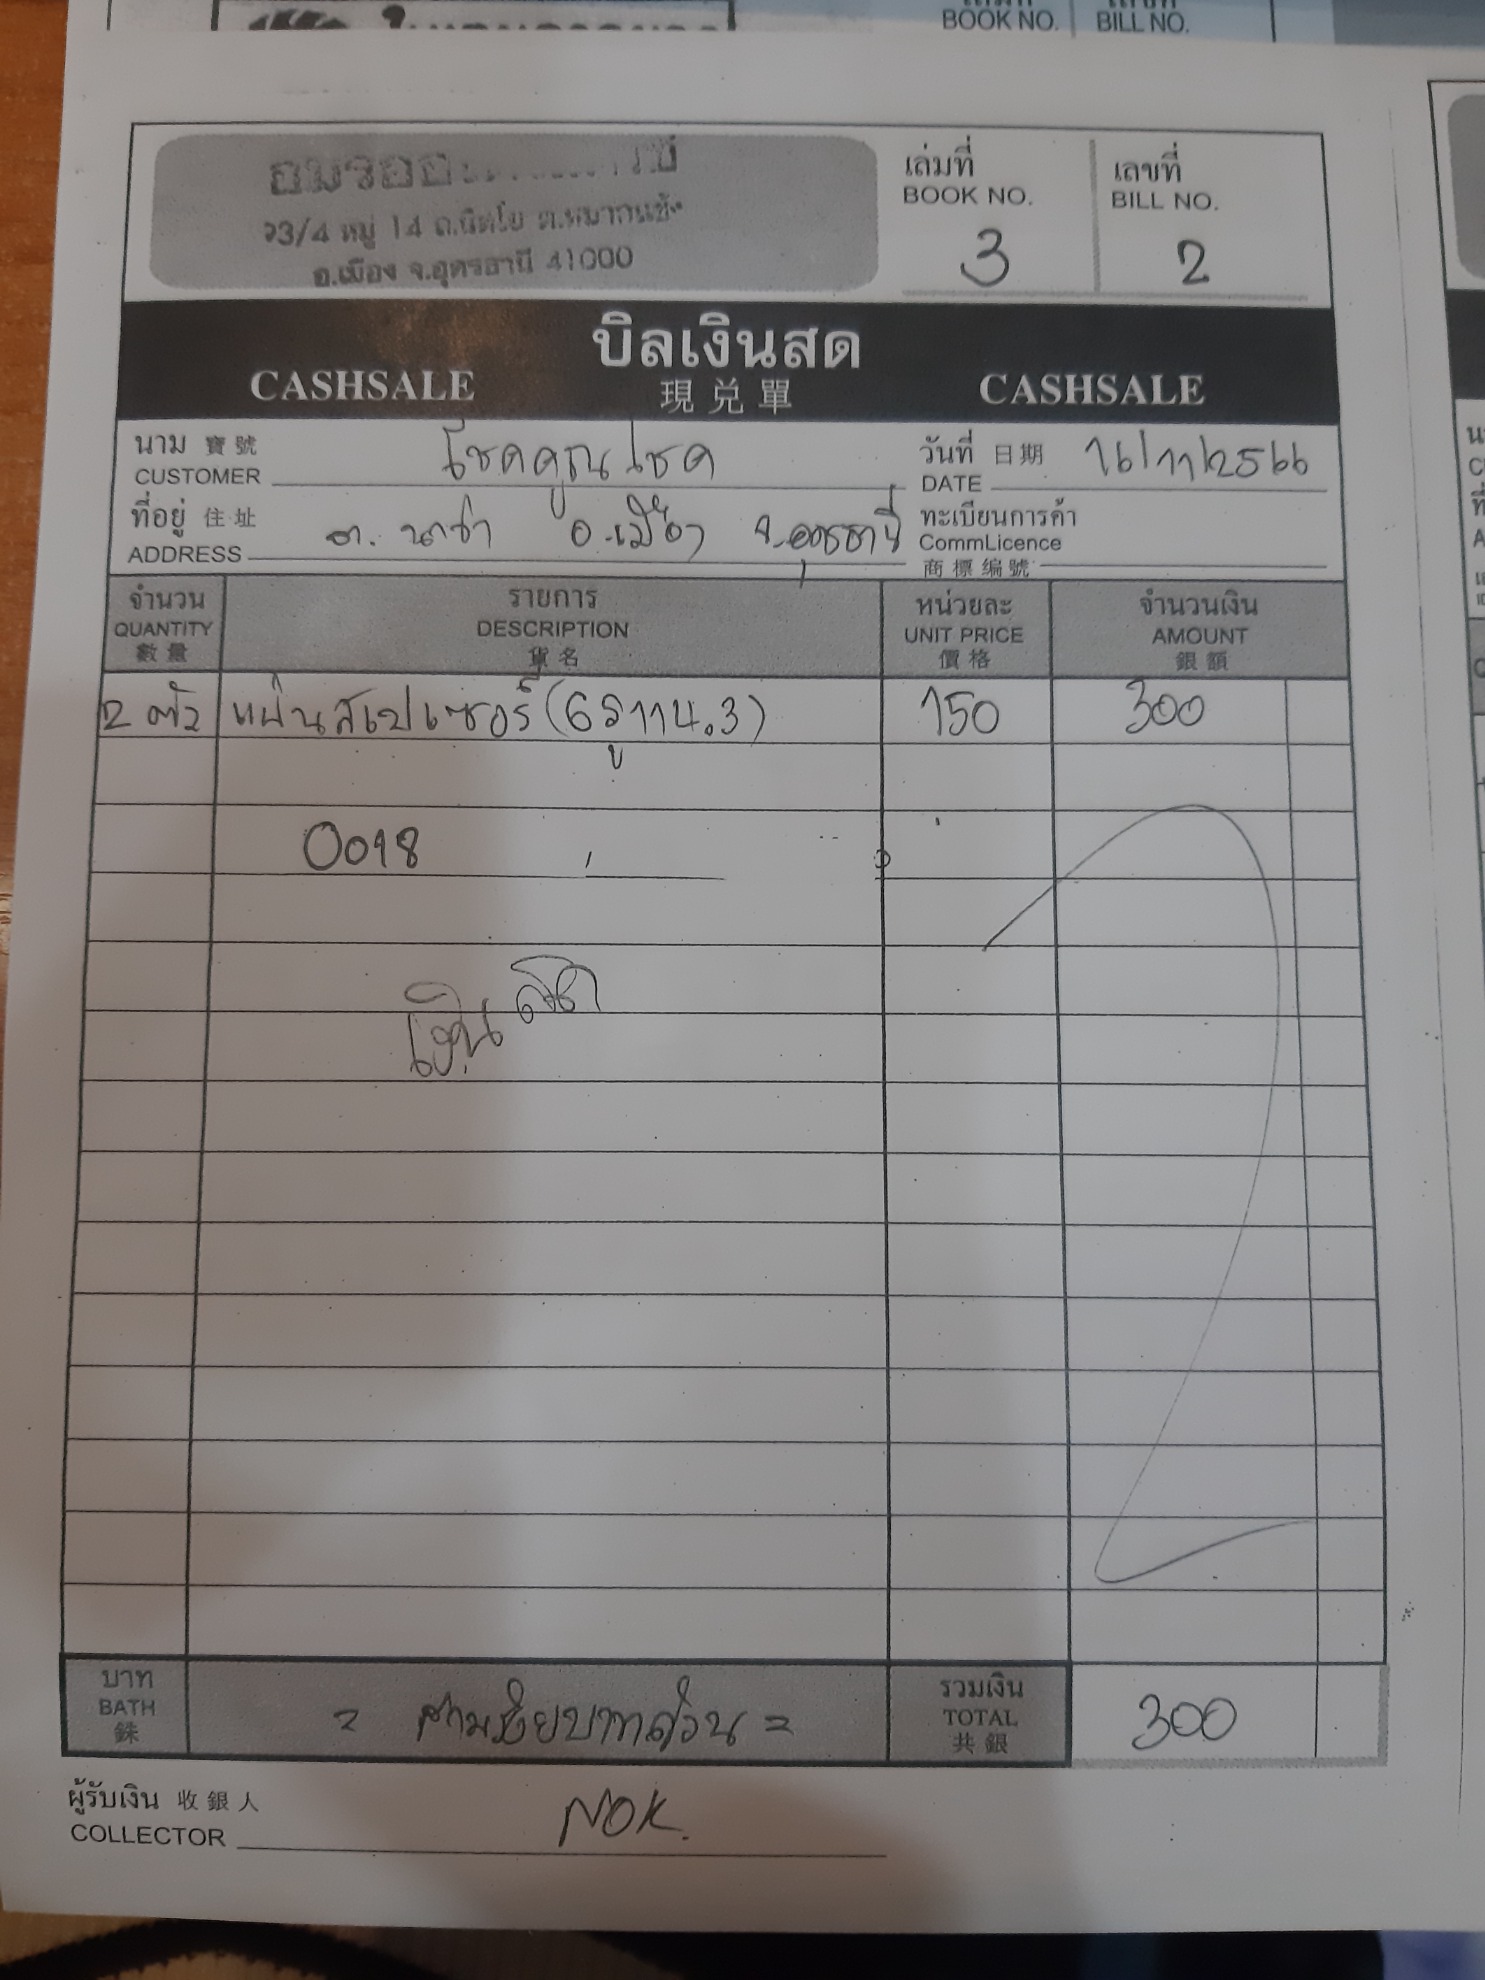 BOOK NO. BILL NO.
93/4 หมู่ 14 ถ.นิตโย ต.หมากแข้ง
อ.เมือง จ.อุดรธานี 41000
เล่มที่ เลขที่
BOOK NO. BILL NO.
3 2
บิลเงินสด
CASHSALE 現兌單 CASHSALE
นาม 寶號 โชคคูณโชค วันที่ 日期 16/11/2566
CUSTOMER DATE
ที่อยู่ 住址 ต. นาข่า อ.เมือง จ.อุดรธานี ทะเบียนการค้า
ADDRESS CommLicence
商標編號
จำนวน รายการ หน่วยละ จำนวนเงิน
QUANTITY DESCRIPTION UNIT PRICE AMOUNT
數量 貨名 價格 銀額
2 ตัว แผ่นสเปเซอร์ (6รู 114.3) 150 300
0098
เงินสด
บาท = สามร้อยบาทถ้วน = รวมเงิน 300
BATH TOTAL
銖 共銀
ผู้รับเงิน 收銀人 NOK.
COLLECTOR